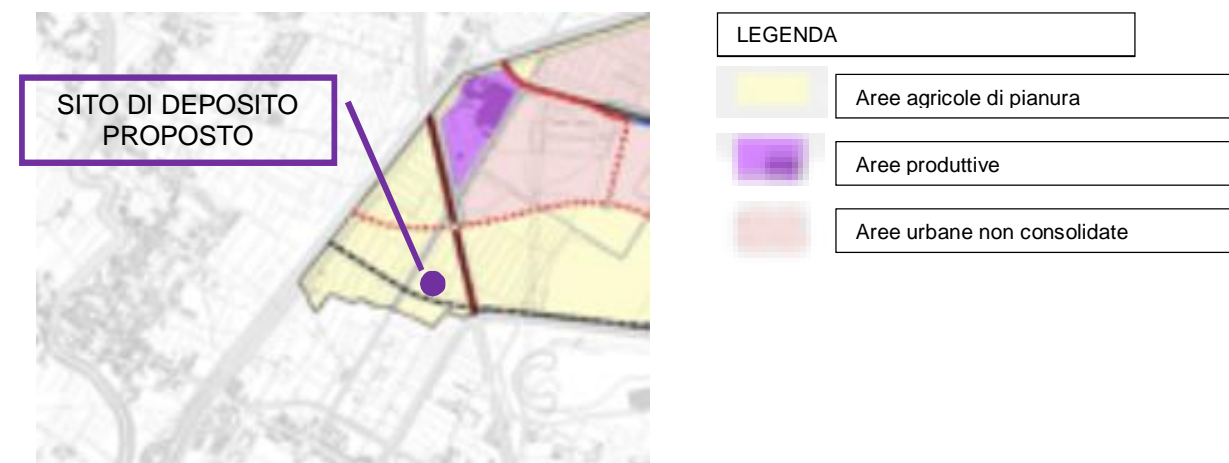 SITO DI DEPOSITO
PROPOSTO
LEGENDA
Aree agricole di pianura
Aree produttive
Aree urbane non consolidate